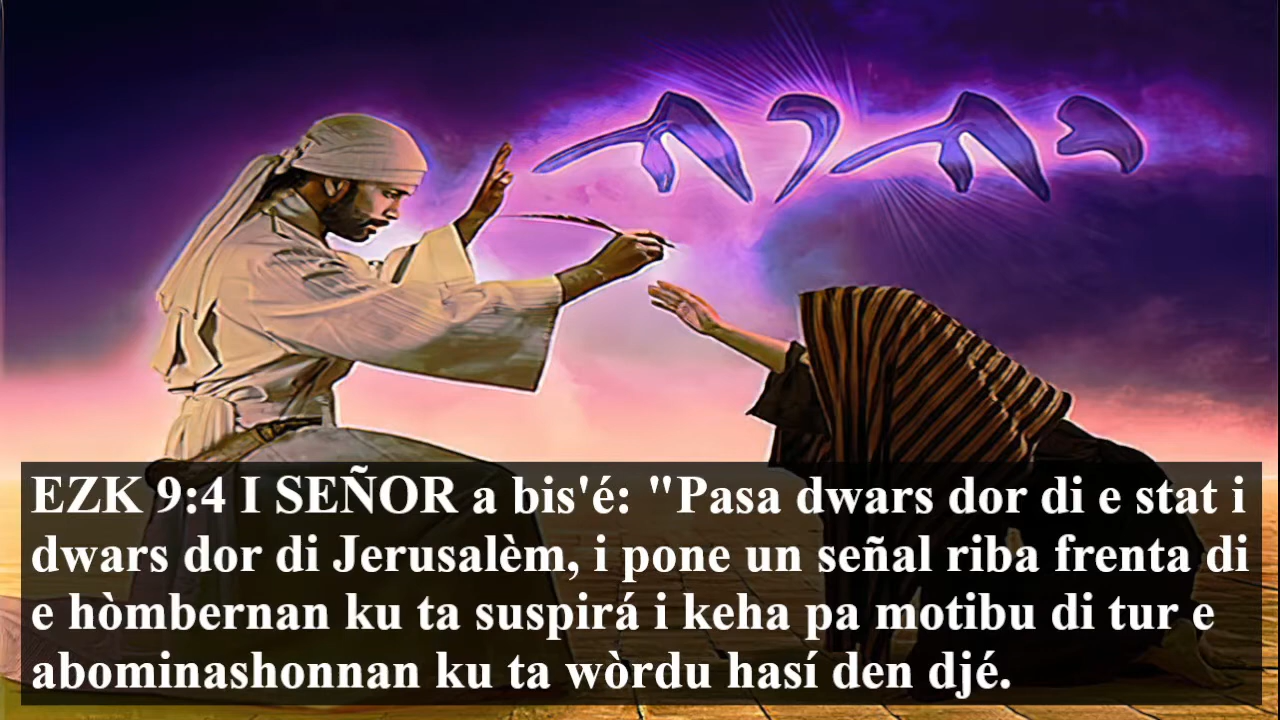 𐤉𐤄𐤅𐤄
EZK 9:4 I SEÑOR a bis'é: "Pasa dwars dor di e stat i
dwars dor di Jerusalèm, i pone un señal riba frenta di
e hòmbernan ku ta suspirá i keha pa motibu di tur e
abominashonnan ku ta wòrdu hasí den djé.